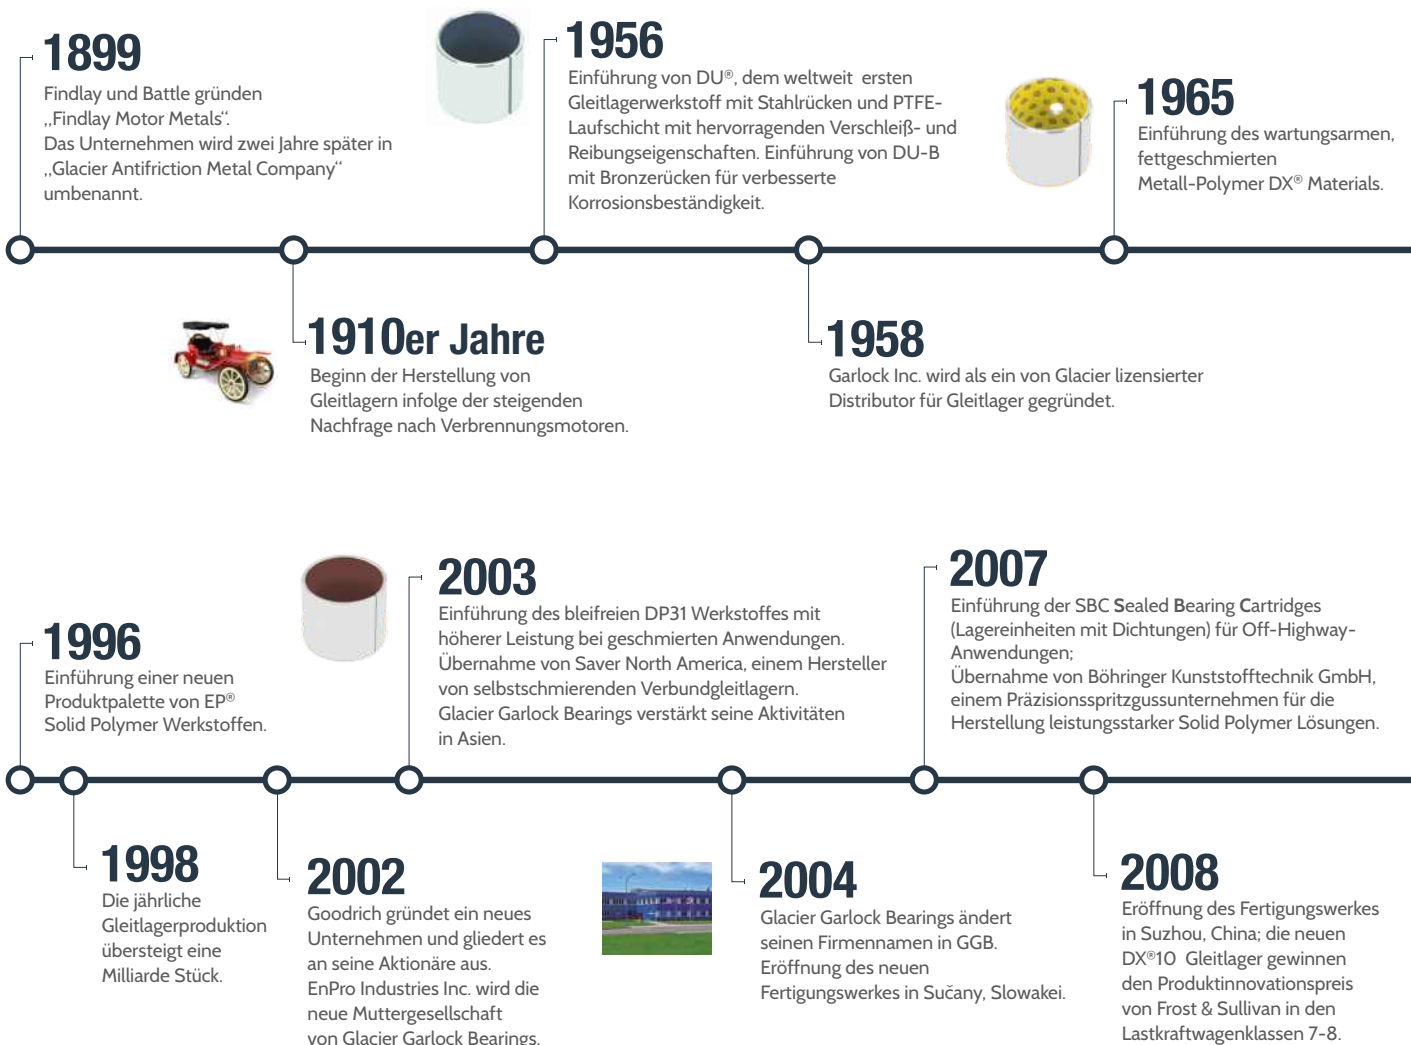 1899
Findlay und Battle gründen
„Findlay Motor Metals“.
Das Unternehmen wird zwei Jahre später in
„Glacier Antifriction Metal Company“
umbenannt.
1956
Einführung von DU®, dem weltweit ersten
Gleitlagerwerkstoff mit Stahlrücken und PTFE-
Laufschicht mit hervorragenden Verschleiß- und
Reibungseigenschaften. Einführung von DU-B
mit Bronzerücken für verbesserte
Korrosionsbeständigkeit.
1965
Einführung des wartungsarmen,
fettgeschmierten
Metall-Polymer DX® Materials.
1910er Jahre
Beginn der Herstellung von
Gleitlagern infolge der steigenden
Nachfrage nach Verbrennungsmotoren.
1958
Garlock Inc. wird als ein von Glacier lizensierter
Distributor für Gleitlager gegründet.
1996
Einführung einer neuen
Produktpalette von EP®
Solid Polymer Werkstoffen.
2003
Einführung des bleifreien DP31 Werkstoffes mit
höherer Leistung bei geschmierten Anwendungen.
Übernahme von Saver North America, einem Hersteller
von selbstschmierenden Verbundgleitlagern.
Glacier Garlock Bearings verstärkt seine Aktivitäten
in Asien.
2007
Einführung der SBC Sealed Bearing Cartridges
(Lagereinheiten mit Dichtungen) für Off-Highway-
Anwendungen;
Übernahme von Böhringer Kunststofftechnik GmbH,
einem Präzisionsspritzgussunternehmen für die
Herstellung leistungsstarker Solid Polymer Lösungen.
1998
Die jährliche
Gleitlagerproduktion
übersteigt eine
Milliarde Stück.
2002
Goodrich gründet ein neues
Unternehmen und gliedert es
an seine Aktionäre aus.
EnPro Industries Inc. wird die
neue Muttergesellschaft
von Glacier Garlock Bearings.
2004
Glacier Garlock Bearings ändert
seinen Firmennamen in GGB.
Eröffnung des neuen
Fertigungswerkes in Sučany, Slowakei.
2008
Eröffnung des Fertigungswerkes
in Suzhou, China; die neuen
DX®10 Gleitlager gewinnen
den Produktinnovationspreis
von Frost & Sullivan in den
Lastkraftwagenklassen 7-8.